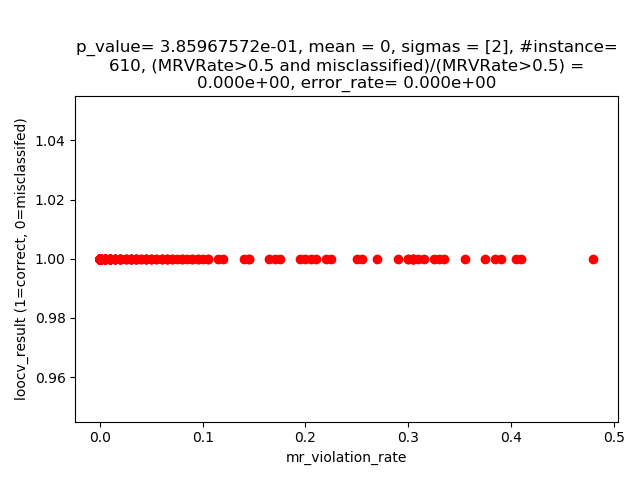 p_value= 3.85967572e-01, mean = 0, sigmas = [2], #instance=
610, (MRVRate>0.5 and misclassified)/(MRVRate>0.5) =
0.000e+00, error_rate= 0.000e+00
loocv_result (1=correct, 0=misclassifed)
1.04
1.02
1.00
0.98
0.96
0.0 0.1 0.2 0.3 0.4 0.5
mr_violation_rate